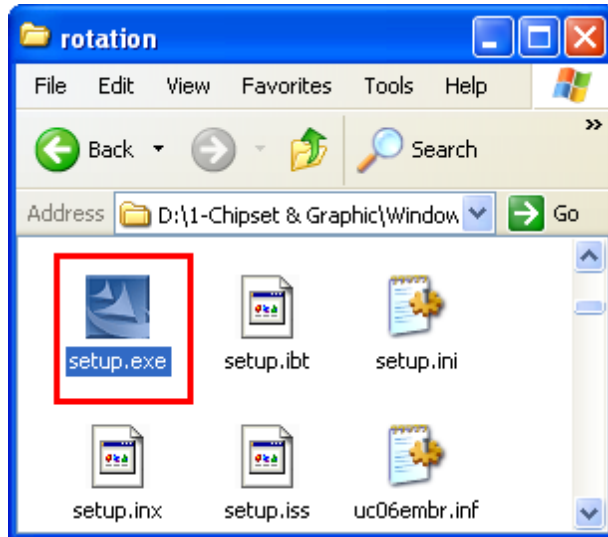 rotation
File Edit View Favorites Tools Help
Back Search »
Address D:\1-Chipset & Graphic\Window Go
setup.exe setup.ibt setup.ini
setup.inx setup.iss uc06embr.inf